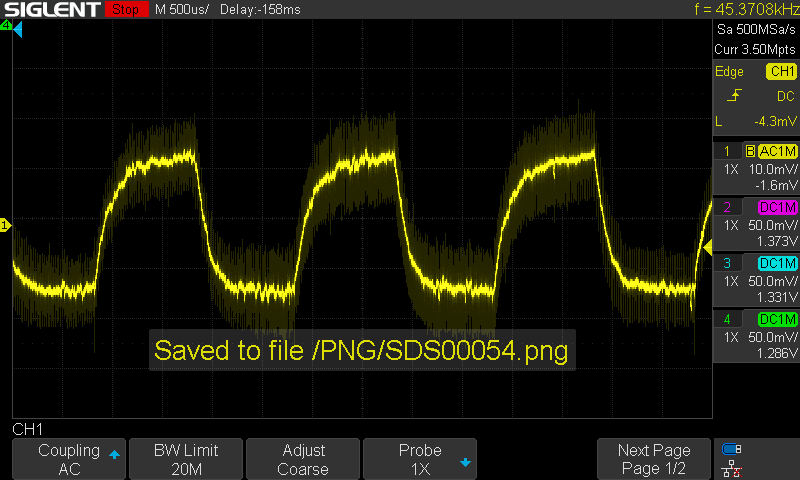 SIGLENT Stop M 500us/ Delay:-158ms f = 45.3708kHz
Sa 500MSa/s
Curr 3.50Mpts
Edge CH1
DC
L -4.3mV
1 B AC1M
1X 10.0mV/
-1.6mV
2 DC1M
1X 50.0mV/
1.373V
3 DC1M
1X 50.0mV/
1.331V
4 DC1M
1X 50.0mV/
1.286V
4
1
Saved to file /PNG/SDS00054.png
CH1
Coupling
AC
BW Limit
20M
Adjust
Coarse
Probe
1X
Next Page
Page 1/2